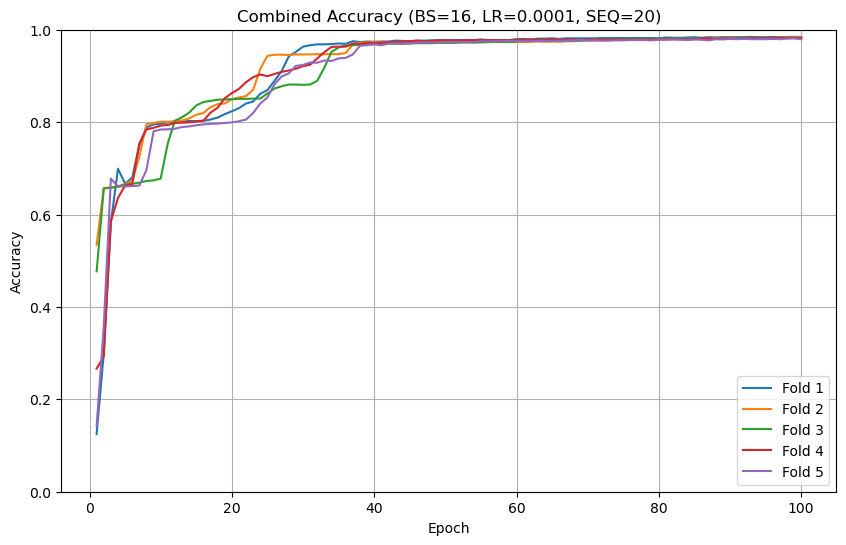 Combined Accuracy (BS=16, LR=0.0001, SEQ=20)
1.0
0.8
0.6
0.4
0.2
0.0
Accuracy
0 20 40 60 80 100
Epoch
Fold 1
Fold 2
Fold 3
Fold 4
Fold 5